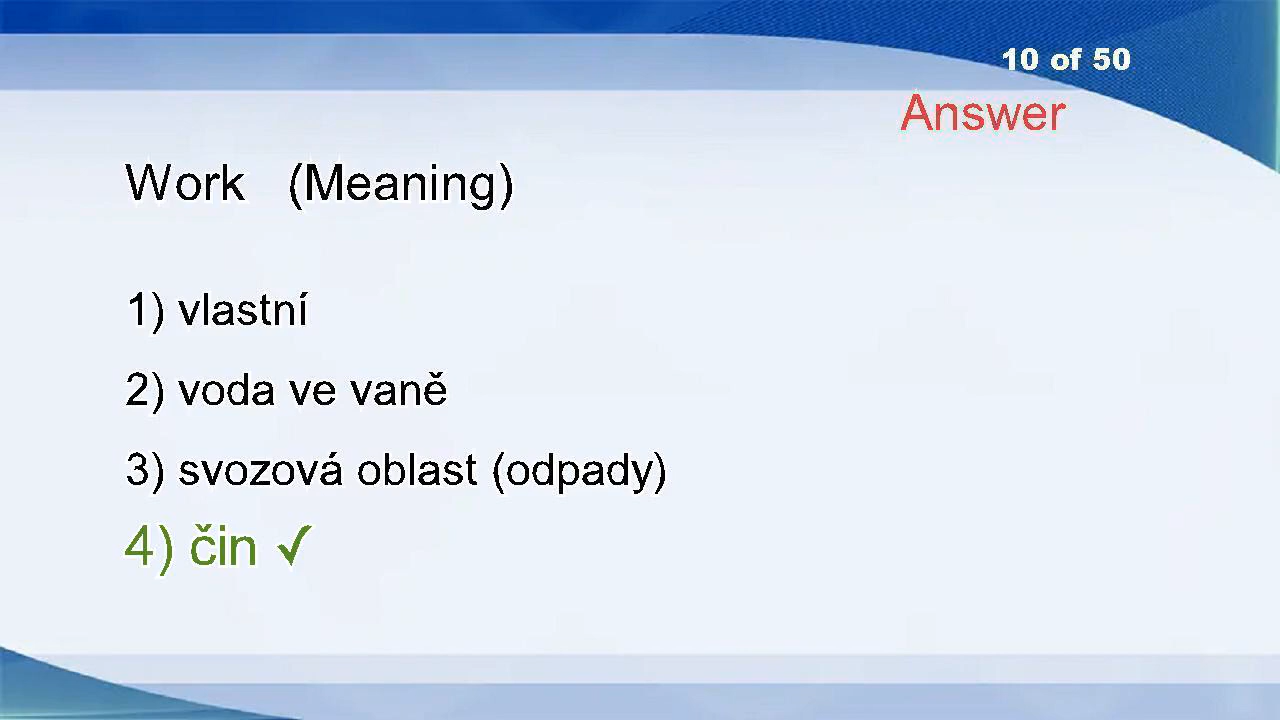 10 of 50
Answer
Work (Meaning)
1) vlastní
2) voda ve vaně
3) svozová oblast (odpady)
4) čin ✓